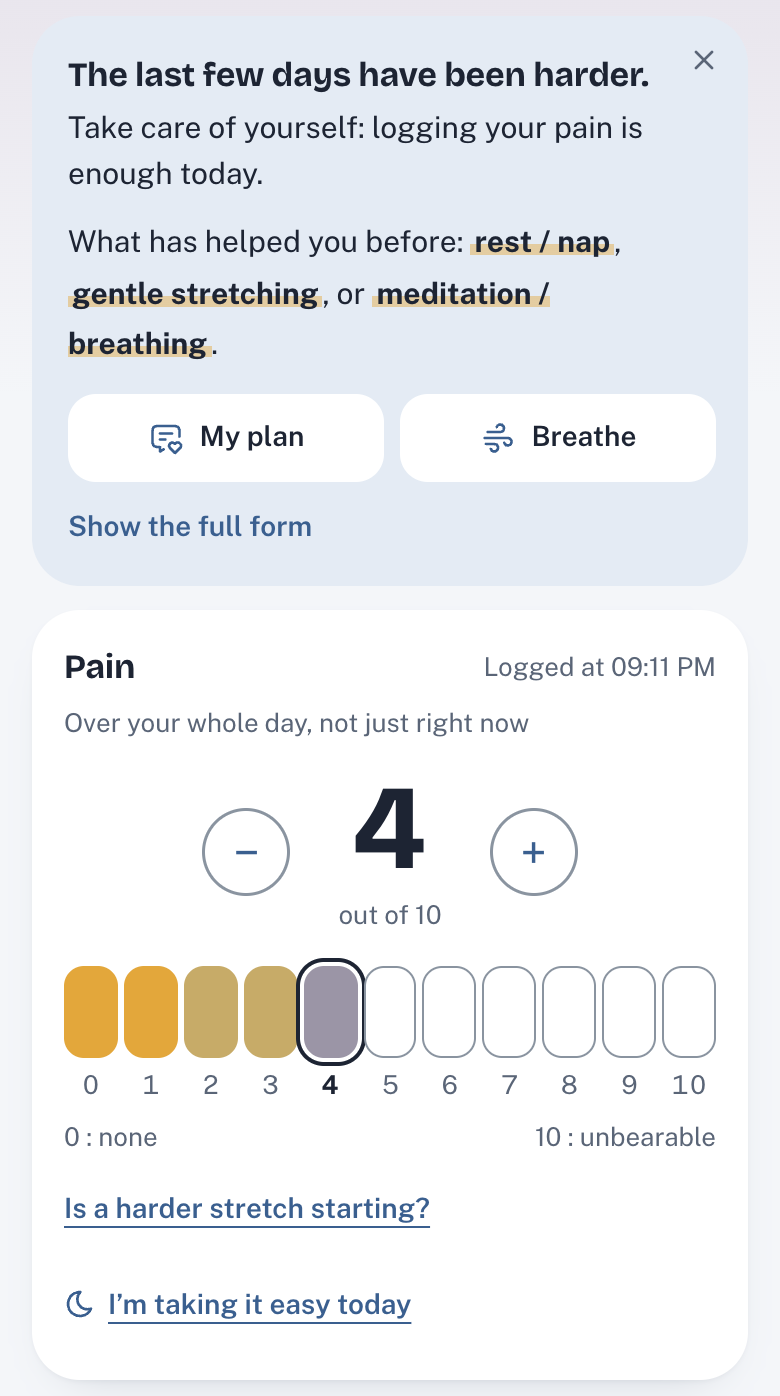 The last few days have been harder.
Take care of yourself: logging your pain is
enough today.
What has helped you before: rest / nap,
gentle stretching, or meditation /
breathing.
My plan
Breathe
Show the full form
Pain
Logged at 09:11 PM
Over your whole day, not just right now
−
4
+
out of 10
0 1 2 3 4 5 6 7 8 9 10
0 : none
10 : unbearable
Is a harder stretch starting?
I’m taking it easy today